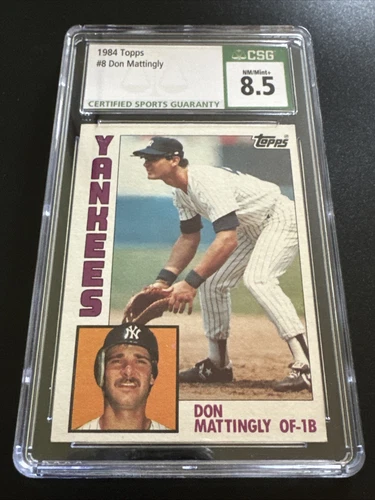 1984 Topps
#8 Don Mattingly
CSG
NM/Mint+
8.5
CERTIFIED SPORTS GUARANTY
Topps
YANKEES
NY
DON
MATTINGLY OF-1B